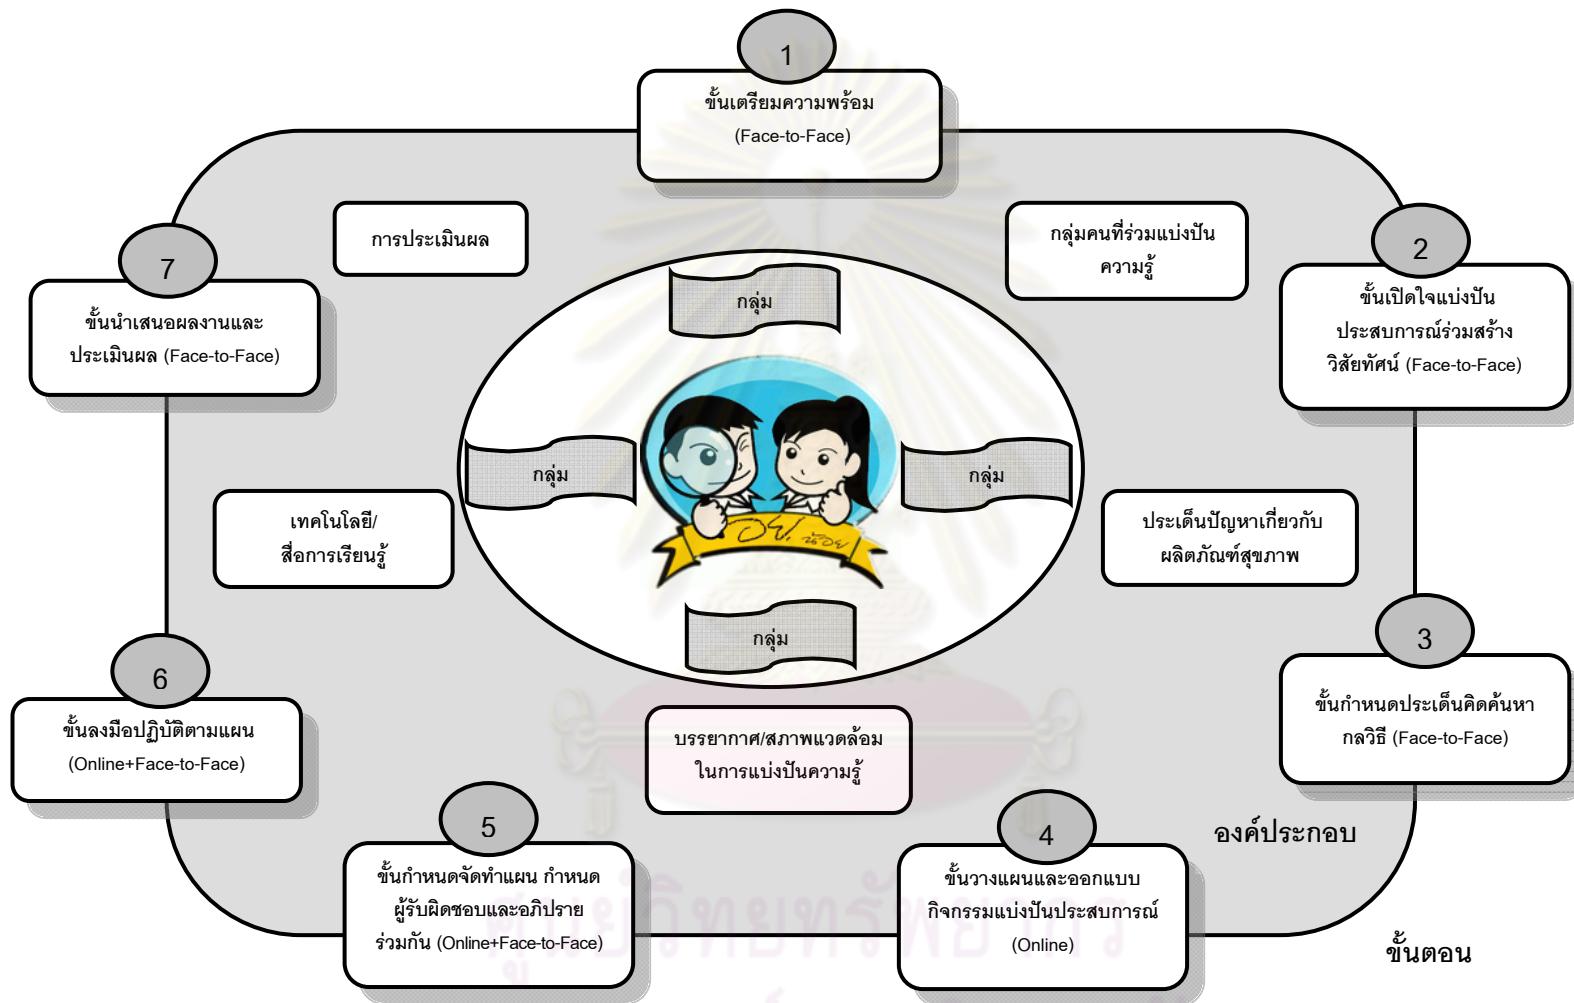 1
ขั้นเตรียมความพร้อม
(Face-to-Face)
การประเมินผล
กลุ่มคนที่ร่วมแบ่งปัน
ความรู้
2
ขั้นเปิดใจแบ่งปัน
ประสบการณ์ร่วมสร้าง
วิสัยทัศน์ (Face-to-Face)
7
ขั้นนำเสนอผลงานและ
ประเมินผล (Face-to-Face)
กลุ่ม
กลุ่ม
กลุ่ม
อย. น้อย
กลุ่ม
เทคโนโลยี/
สื่อการเรียนรู้
ประเด็นปัญหาเกี่ยวกับ
ผลิตภัณฑ์สุขภาพ
3
ขั้นกำหนดประเด็นคิดค้นหา
กลวิธี (Face-to-Face)
6
ขั้นลงมือปฏิบัติตามแผน
(Online+Face-to-Face)
บรรยากาศ/สภาพแวดล้อม
ในการแบ่งปันความรู้
5
ขั้นกำหนดจัดทำแผน กำหนด
ผู้รับผิดชอบและอภิปราย
ร่วมกัน (Online+Face-to-Face)
4
ขั้นวางแผนและออกแบบ
กิจกรรมแบ่งปันประสบการณ์
(Online)
องค์ประกอบ
ขั้นตอน
ศูนย์วิทยทรัพยากร